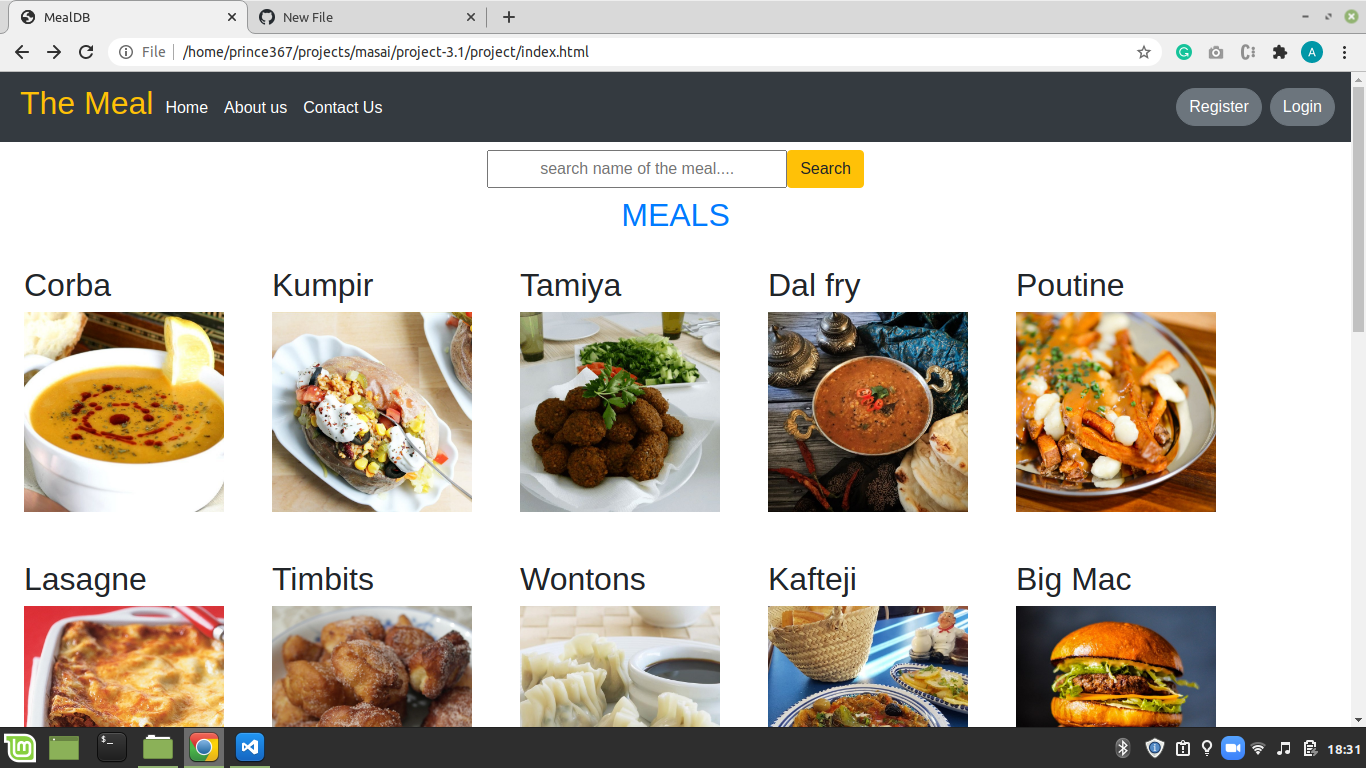 MealDB
New File
File
/home/prince367/projects/masai/project-3.1/project/index.html
A
The Meal Home About us Contact Us Register Login
search name of the meal.... Search
MEALS
Corba Kumpir Tamiya Dal fry Poutine
Lasagne Timbits Wontons Kafteji Big Mac
$_
18:31